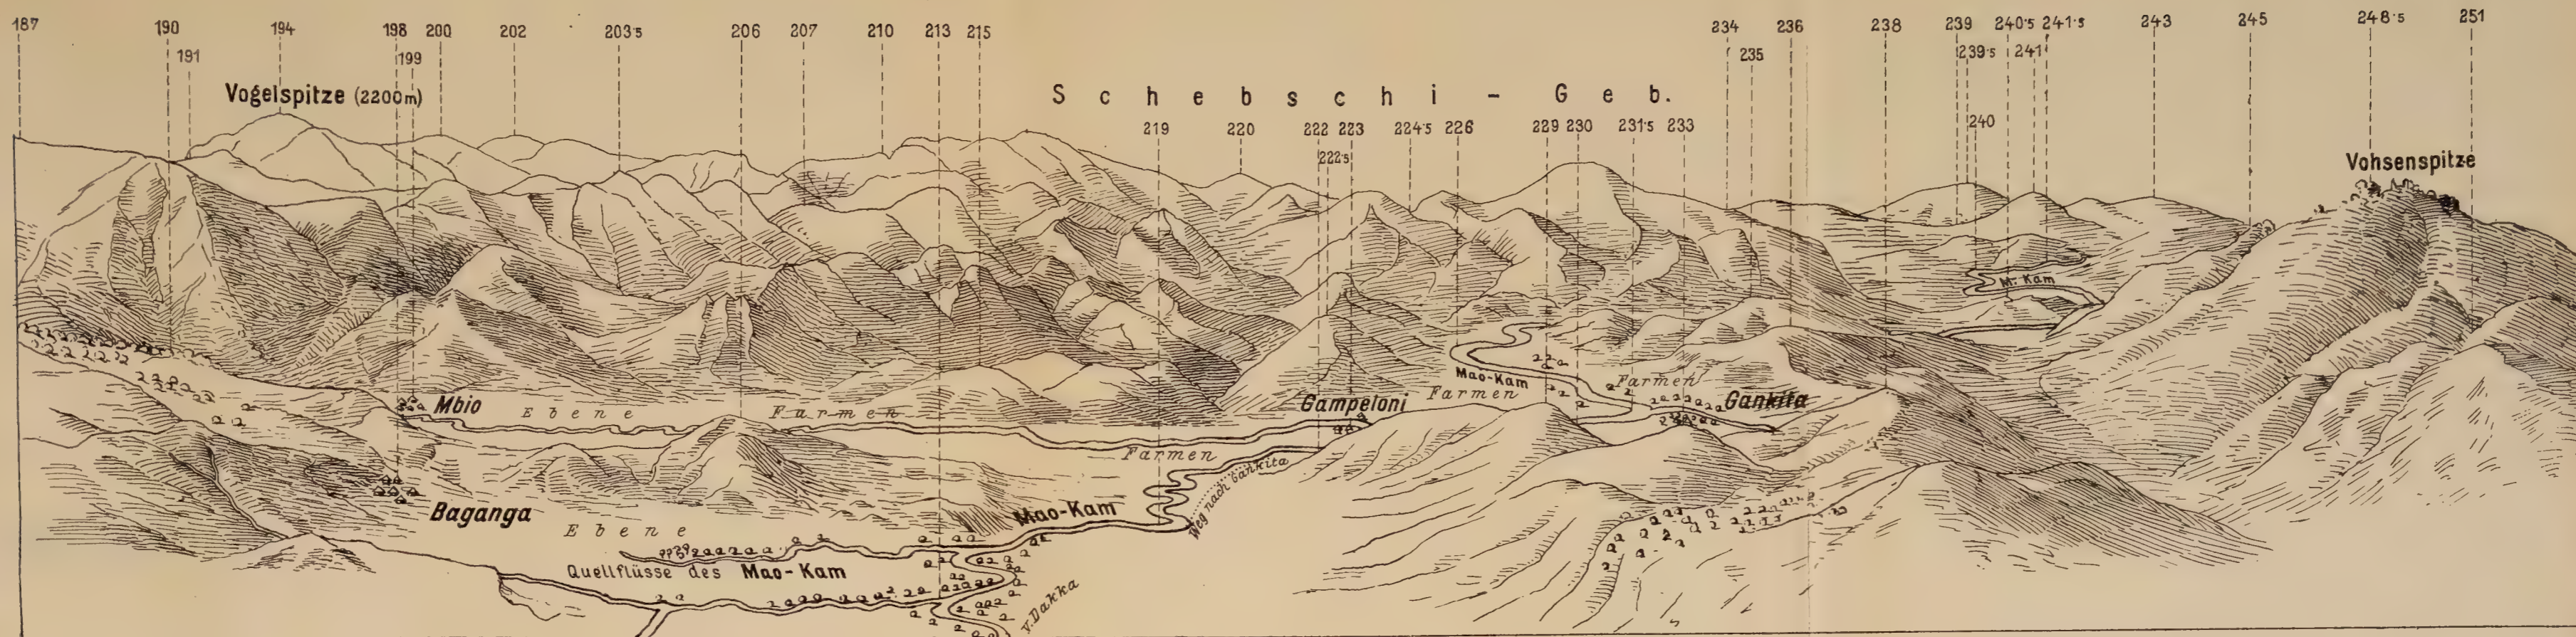 187 190 194 198 200 202 203·5 206 207 210 213 215 234 236 238 239 240·5 241·5 243 245 248·5 251
191 199 235 239·5 241
Vogelspitze (2200m)
Schebschi-Geb.
219 220 222 223 224·5 226 229 230 231·5 233 240
222·5
Vohsenspitze
M. Kam
Mao-Kam
Farmen
Farmen
Mbio
Ebene
Farmen
Gampeloni
Gankita
Farmen
Weg nach Gankita
Baganga
Ebene
Mao-Kam
Quellflüsse des Mao-Kam
v. Dakka